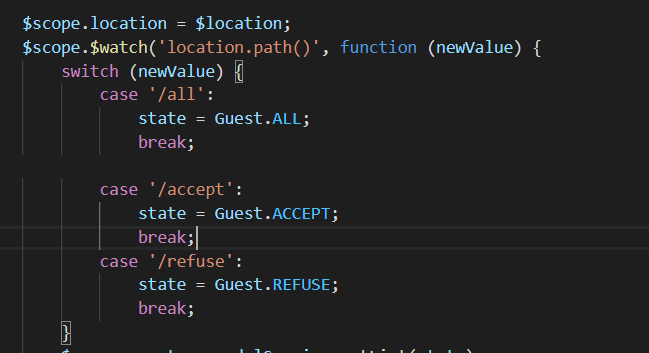 $scope.location = $location;
$scope.$watch('location.path()', function (newValue) {
switch (newValue) {
case '/all':
state = Guest.ALL;
break;
case '/accept':
state = Guest.ACCEPT;
break;
case '/refuse':
state = Guest.REFUSE;
break;
}